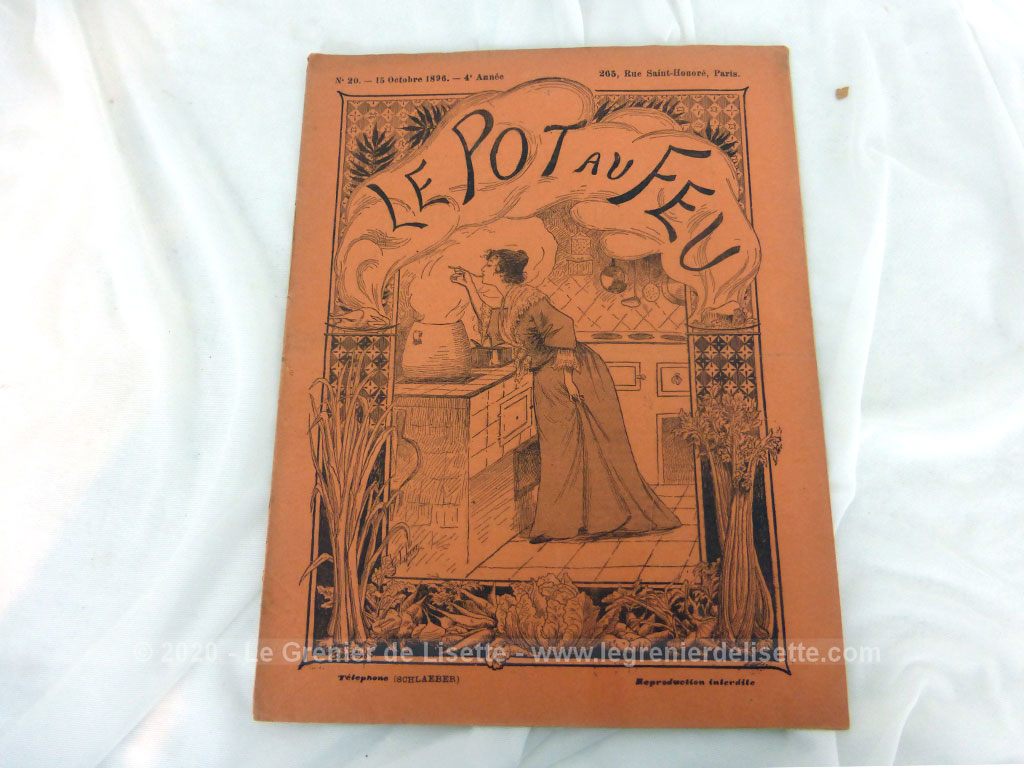 N° 20. — 15 Octobre 1896. — 4e Année 265, Rue Saint-Honoré, Paris.
LE POT AU FEU
© 2020 - Le Grenier de Lisette - www.legrenierdelisette.com
Téléphone (SCHLAEBER) Reproduction interdite